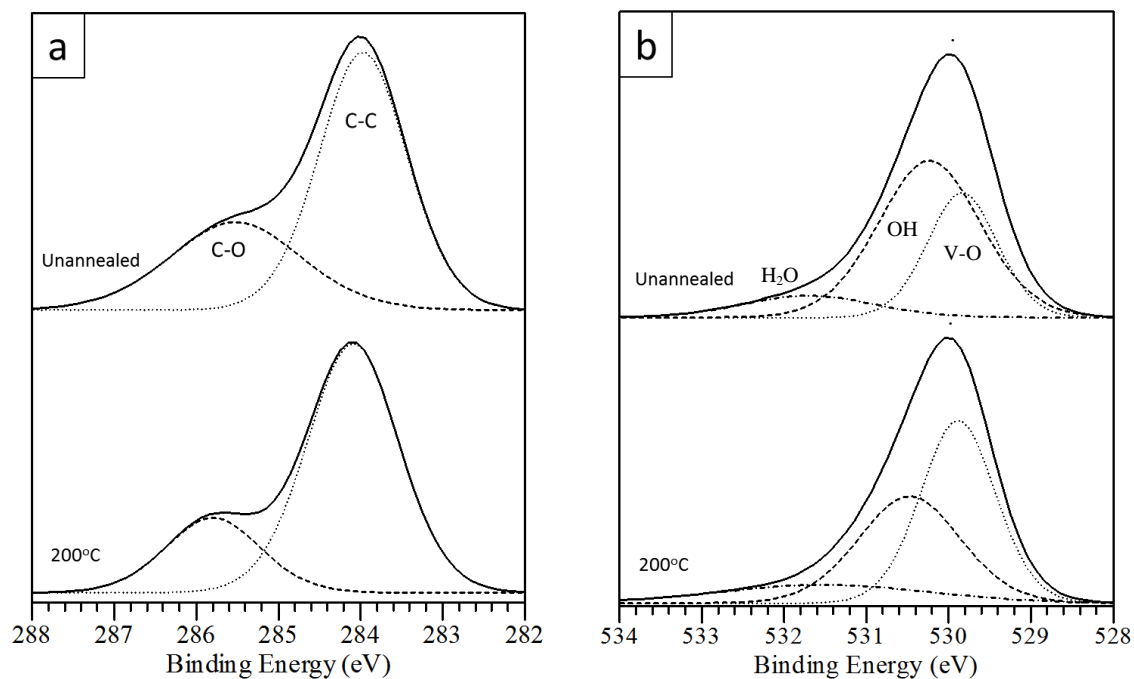 a
C-C
C-O
Unannealed
200°C
288 287 286 285 284 283 282
Binding Energy (eV)
b
OH
V-O
H₂O
Unannealed
200°C
534 533 532 531 530 529 528
Binding Energy (eV)